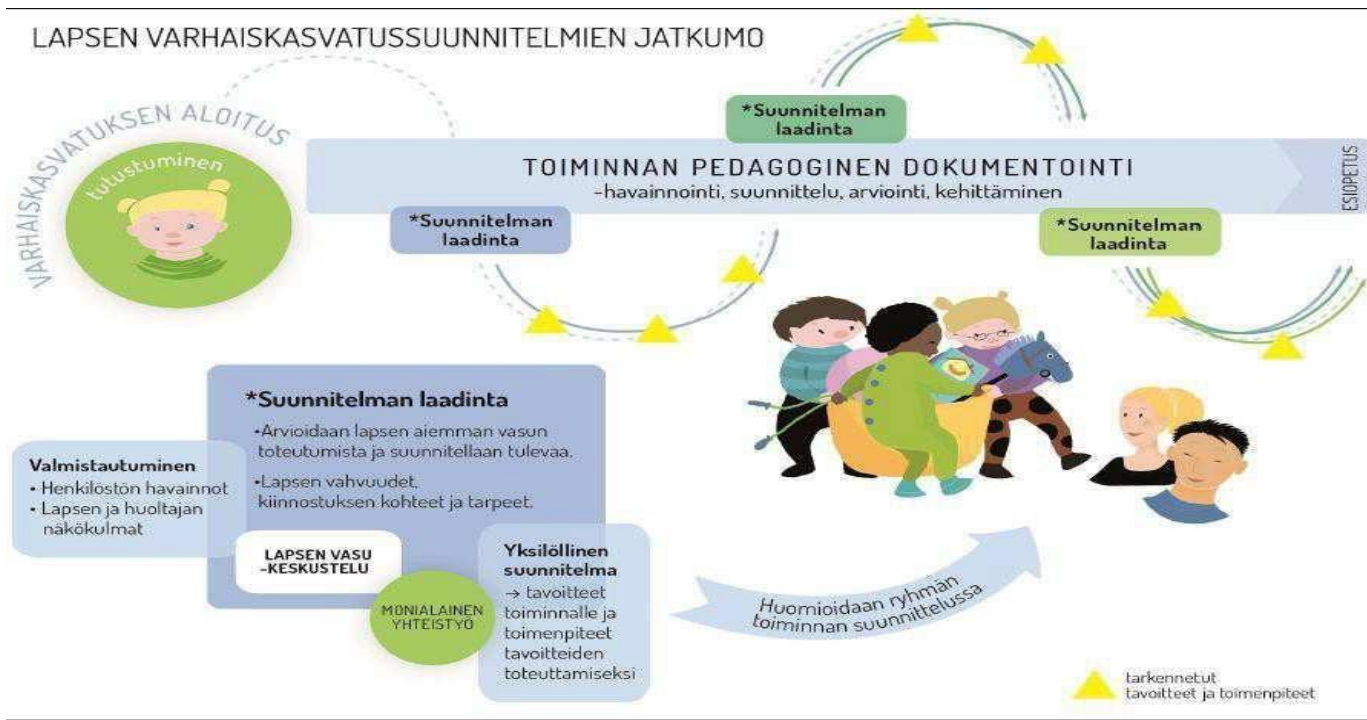 LAPSEN VARHAISKASVATUSSUUNNITELMIEN JATKUMO
VARHAISKASVATUKSEN ALOITUS
tutustuminen
*Suunnitelman
laadinta
TOIMINNAN PEDAGOGINEN DOKUMENTOINTI
-havainnointi, suunnittelu, arviointi, kehittäminen
ESIOPETUS
*Suunnitelman
laadinta
*Suunnitelman
laadinta
*Suunnitelman laadinta
•Arvioidaan lapsen aiemman vasun
toteutumista ja suunnitellaan tulevaa.
•Lapsen vahvuudet,
kiinnostuksen kohteet ja tarpeet.
Valmistautuminen
• Henkilöstön havainnot
• Lapsen ja huoltajan
näkökulmat
LAPSEN VASU
-KESKUSTELU
MONIALAINEN
YHTEISTYÖ
Yksilöllinen
suunnitelma
→ tavoitteet
toiminnalle ja
toimenpiteet
tavoitteiden
toteuttamiseksi
Huomioidaan ryhmän
toiminnan suunnittelussa
tarkennetut
tavoitteet ja toimenpiteet